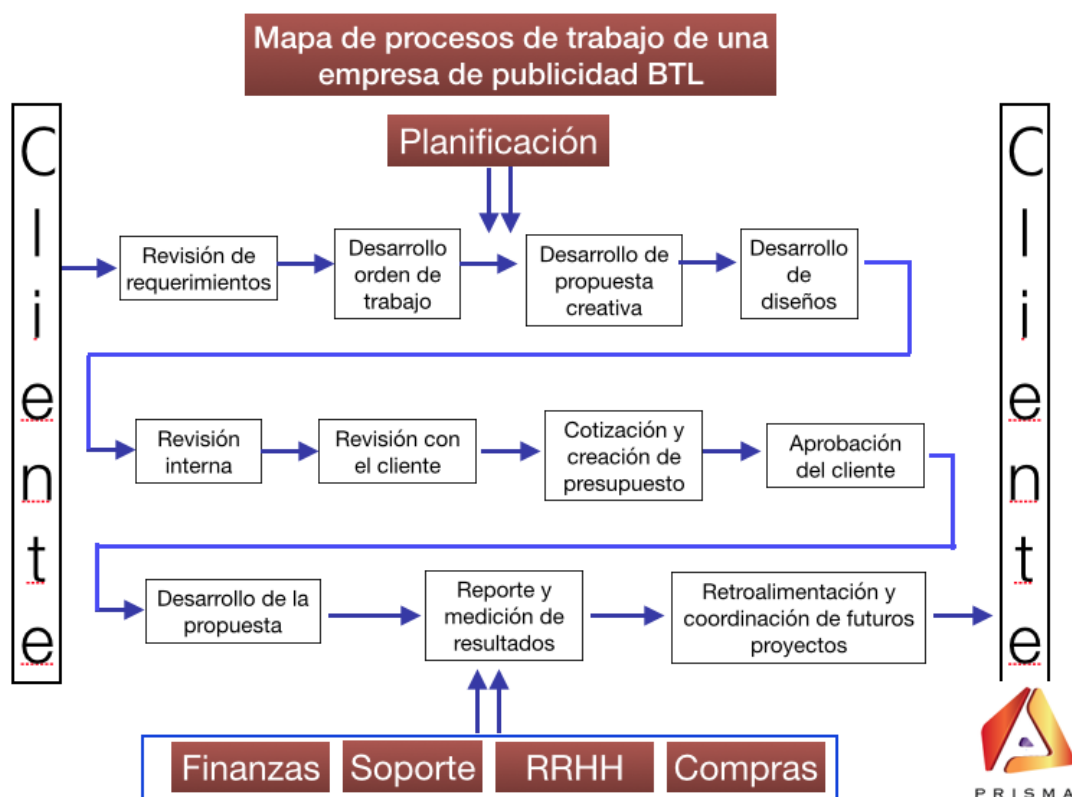 Mapa de procesos de trabajo de una
empresa de publicidad BTL
Planificación
Cliente
Revisión de
requerimientos
Desarrollo
orden de
trabajo
Desarrollo de
propuesta
creativa
Desarrollo
de
diseños
Revisión
interna
Revisión con
el cliente
Cotización y
creación de
presupuesto
Aprobación
del cliente
Desarrollo de la
propuesta
Reporte y
medición de
resultados
Retroalimentación y
coordinación de futuros
proyectos
Cliente
Finanzas
Soporte
RRHH
Compras
PRISMA